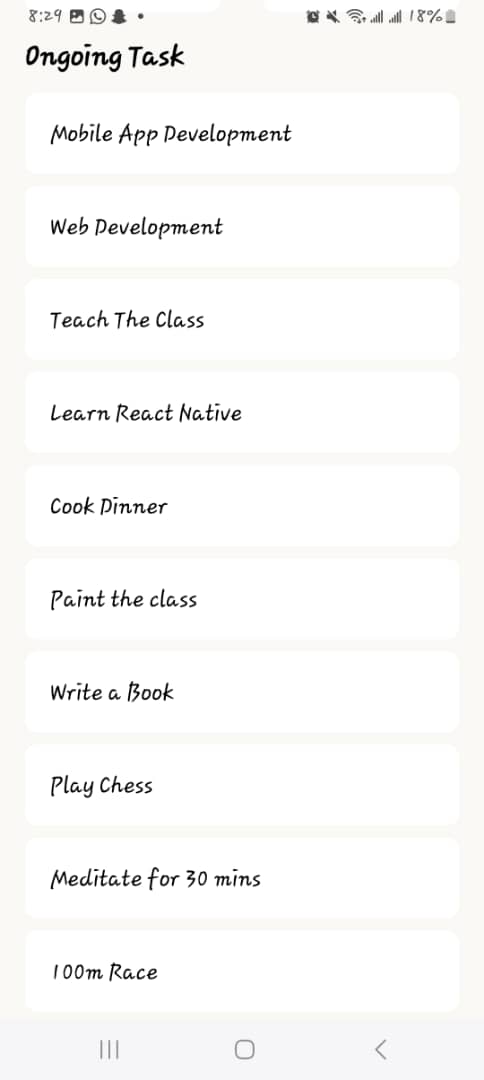 8:29
18%
Ongoing Task
Mobile App Development
Web Development
Teach The Class
Learn React Native
Cook Dinner
Paint the class
Write a Book
Play Chess
Meditate for 30 mins
100m Race